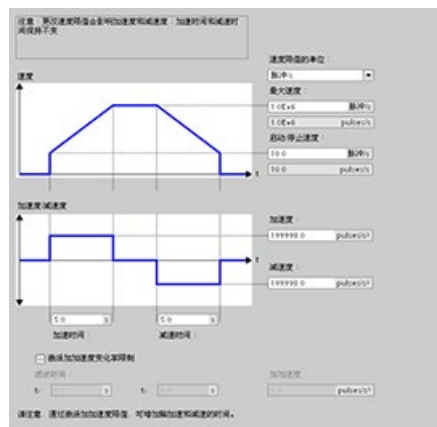 注意：更改速度限值会影响加速度和减速度；加速时间和减速时
间保持不变
速度限值的单位：
脉冲/s
速度
最大速度：
1.0E+6 脉冲/s
1.0E+6 pulses/s
启动/停止速度：
10.0 脉冲/s
10.0 pulses/s
t
加速度/减速度
加速度：
199998.0 pulses/s²
t
减速度：
199998.0 pulses/s²
5.0 s 5.0 s
加速时间： 减速时间：
激活加加速度变化率限制
滤波时间： 加加速度：
t: s t: s pulses/s³
请注意：通过激活加加速度限值，可增加轴加速和减速的时间。